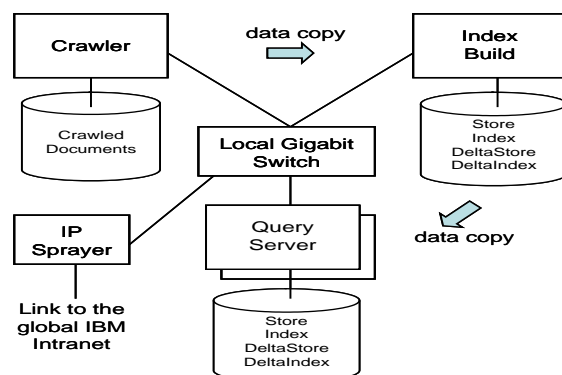 Crawler
data copy
Index
Build
Crawled
Documents
Store
Index
DeltaStore
DeltaIndex
Local Gigabit
Switch
IP
Sprayer
Query
Server
data copy
Link to the
global IBM
Intranet
Store
Index
DeltaStore
DeltaIndex